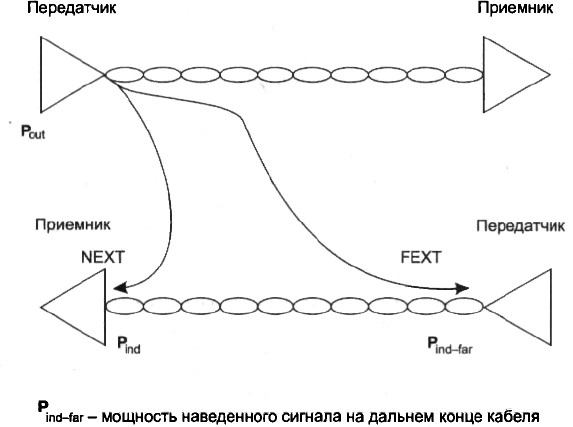 Передатчик Приемник
Pout
Приемник Передатчик
NEXT FEXT
Pind Pind–far
Pind–far – мощность наведенного сигнала на дальнем конце кабеля